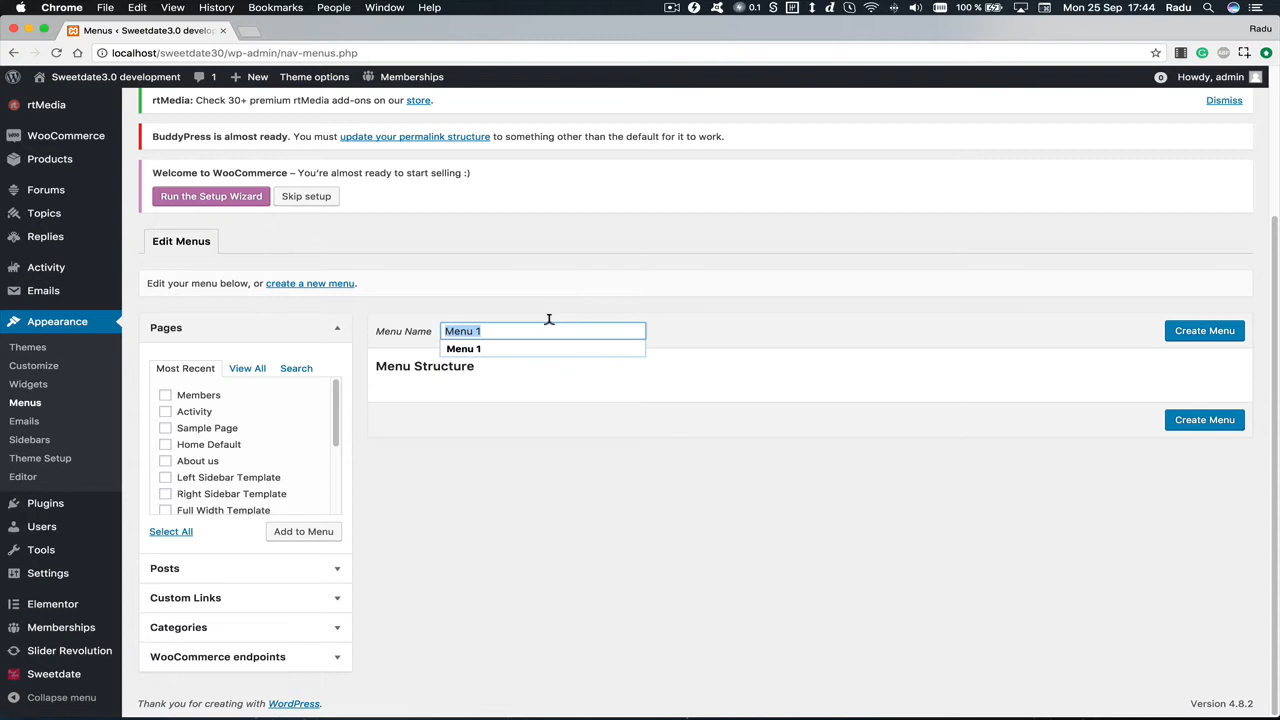 Chrome File Edit View History Bookmarks People Window Help 0.1 100 % Mon 25 Sep 17:44 Radu
Menus ‹ Sweetdate3.0 develo Radu
localhost/sweetdate30/wp-admin/nav-menus.php
Sweetdate3.0 development 1 New Theme options Memberships 0 Howdy, admin
rtMedia
WooCommerce
Products
Forums
Topics
Replies
Activity
Emails
Appearance
Themes
Customize
Widgets
Menus
Emails
Sidebars
Theme Setup
Editor
Plugins
Users
Tools
Settings
Elementor
Memberships
Slider Revolution
Sweetdate
Collapse menu
rtMedia: Check 30+ premium rtMedia add-ons on our store. Dismiss
BuddyPress is almost ready. You must update your permalink structure to something other than the default for it to work.
Welcome to WooCommerce – You're almost ready to start selling :)
Run the Setup Wizard Skip setup
Edit Menus
Edit your menu below, or create a new menu.
Pages
Most Recent View All Search
Members
Activity
Sample Page
Home Default
About us
Left Sidebar Template
Right Sidebar Template
Full Width Template
Select All Add to Menu
Posts
Custom Links
Categories
WooCommerce endpoints
Menu Name Menu 1 Create Menu
Menu 1
Menu Structure
Create Menu
Thank you for creating with WordPress. Version 4.8.2